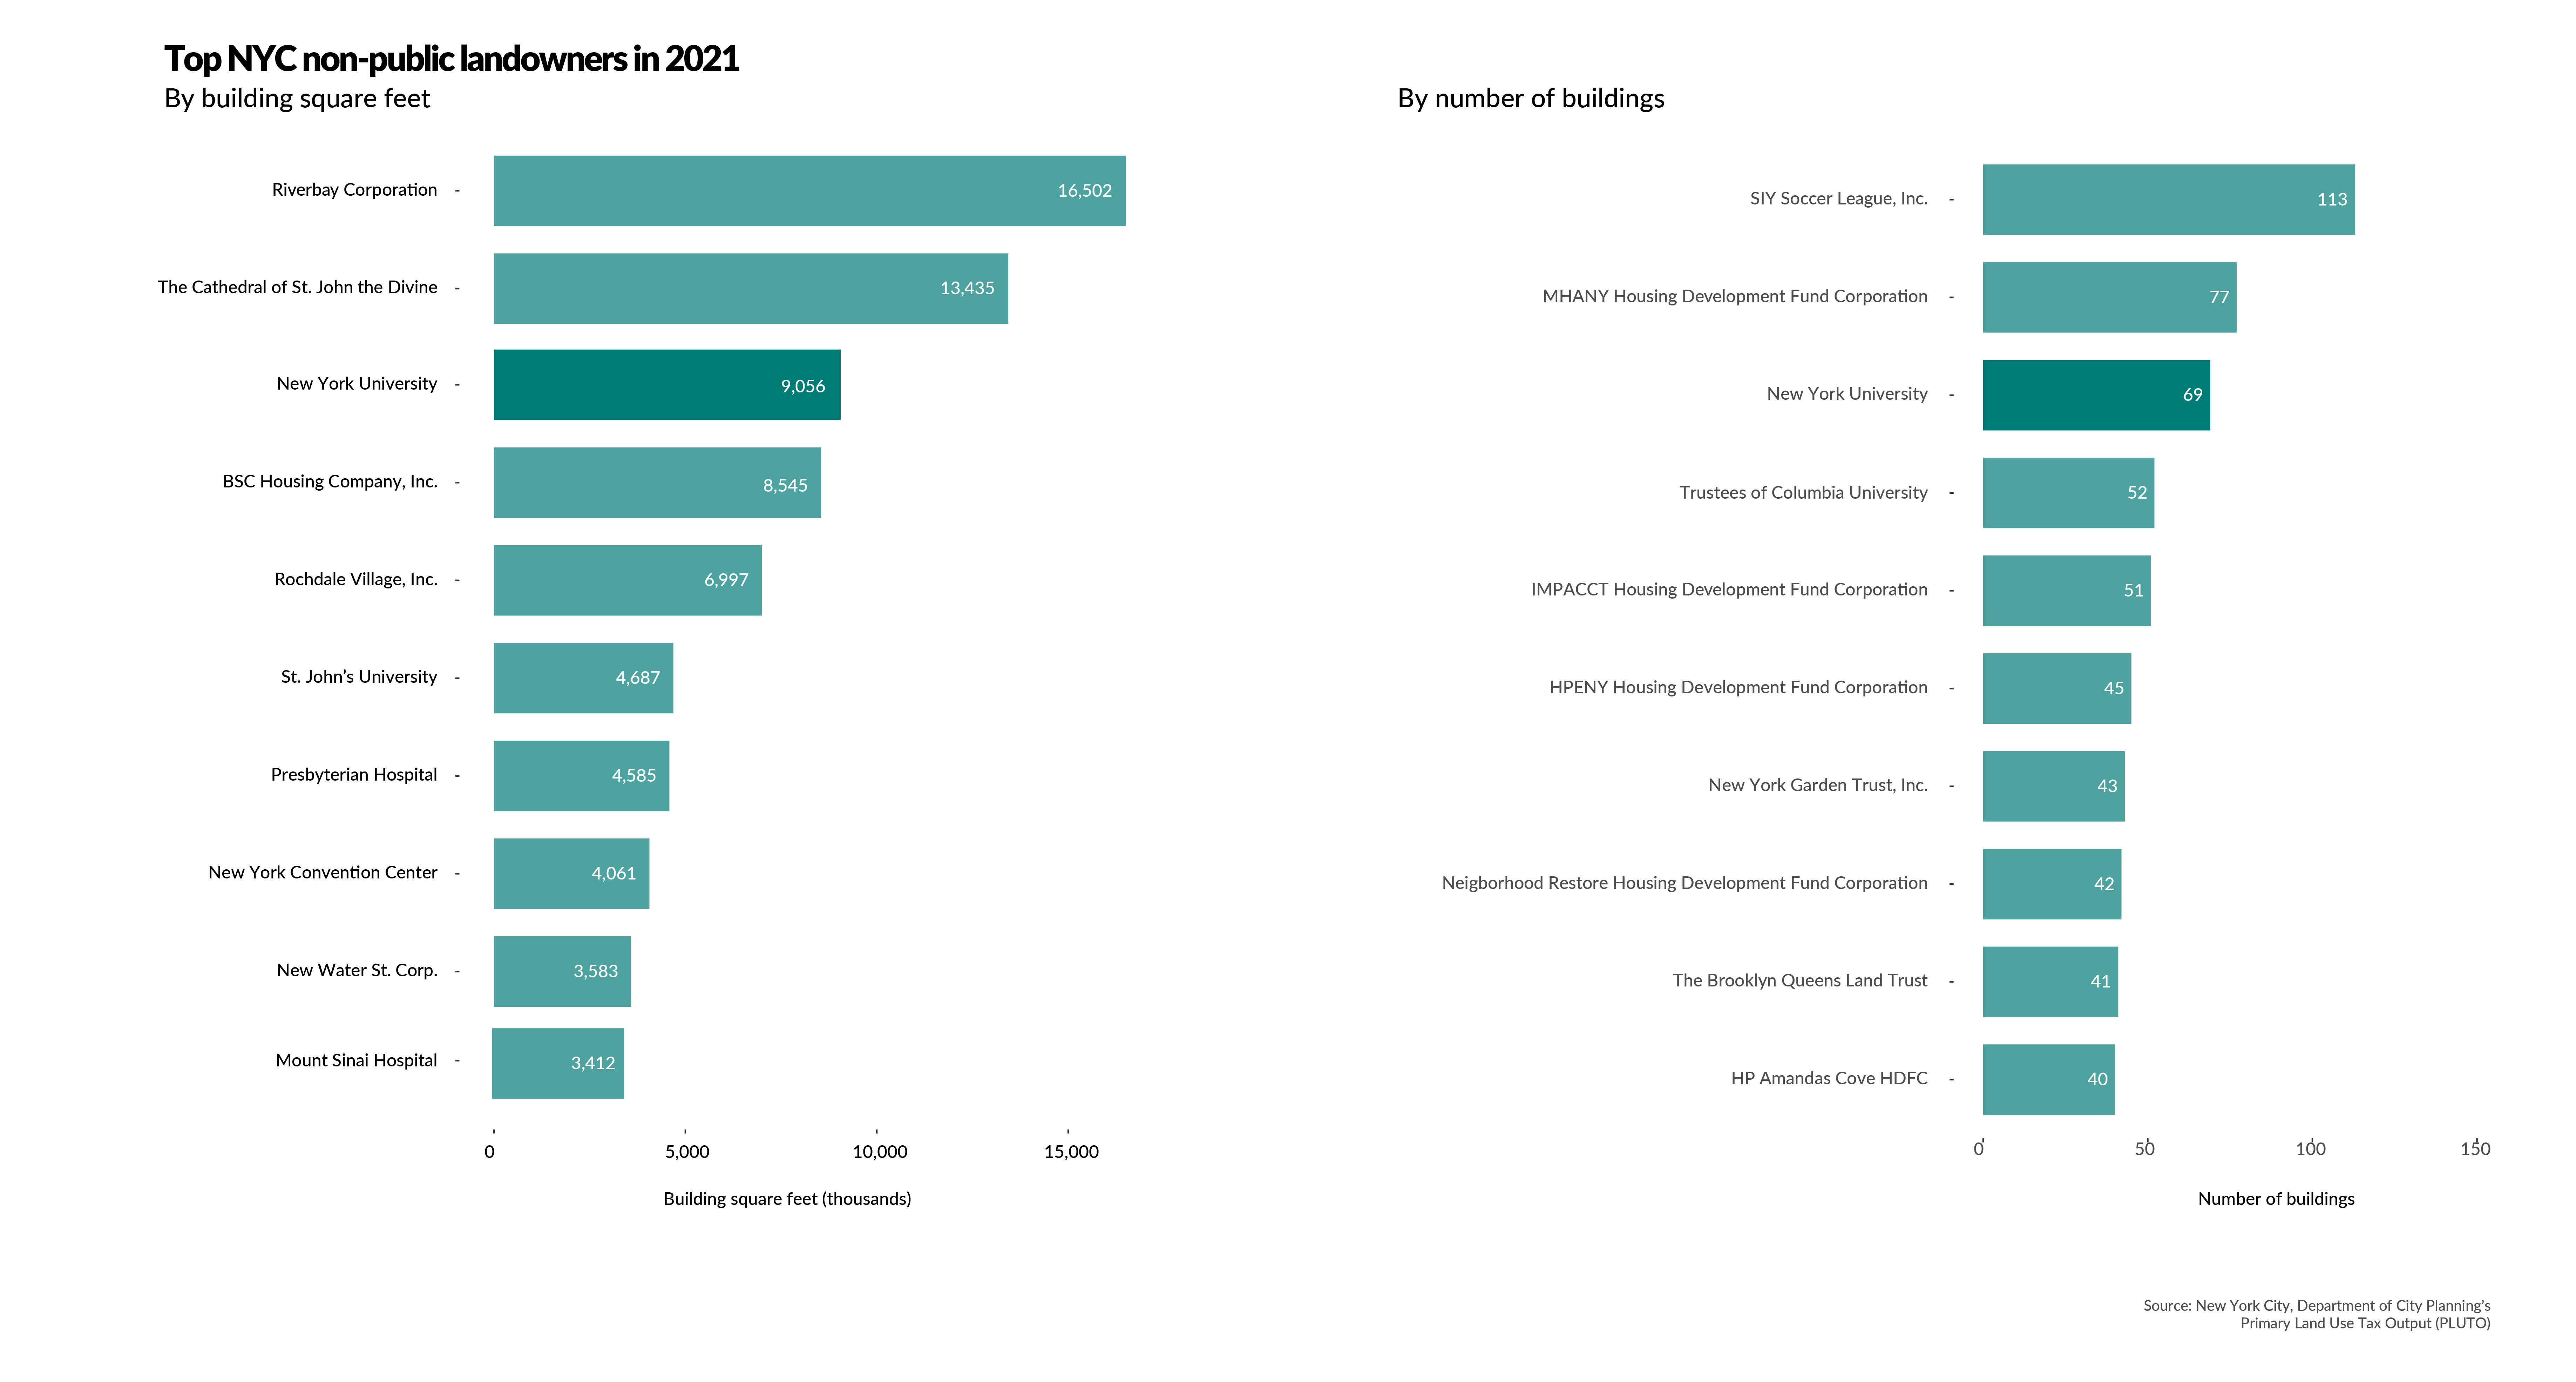 Top NYC non-public landowners in 2021
By building square feet
Riverbay Corporation - 16,502
The Cathedral of St. John the Divine - 13,435
New York University - 9,056
BSC Housing Company, Inc. - 8,545
Rochdale Village, Inc. - 6,997
St. John’s University - 4,687
Presbyterian Hospital - 4,585
New York Convention Center - 4,061
New Water St. Corp. - 3,583
Mount Sinai Hospital - 3,412
0 5,000 10,000 15,000
Building square feet (thousands)
By number of buildings
SIY Soccer League, Inc. - 113
MHANY Housing Development Fund Corporation - 77
New York University - 69
Trustees of Columbia University - 52
IMPACCT Housing Development Fund Corporation - 51
HPENY Housing Development Fund Corporation - 45
New York Garden Trust, Inc. - 43
Neigborhood Restore Housing Development Fund Corporation - 42
The Brooklyn Queens Land Trust - 41
HP Amandas Cove HDFC - 40
0 50 100 150
Number of buildings
Source: New York City, Department of City Planning’s
Primary Land Use Tax Output (PLUTO)